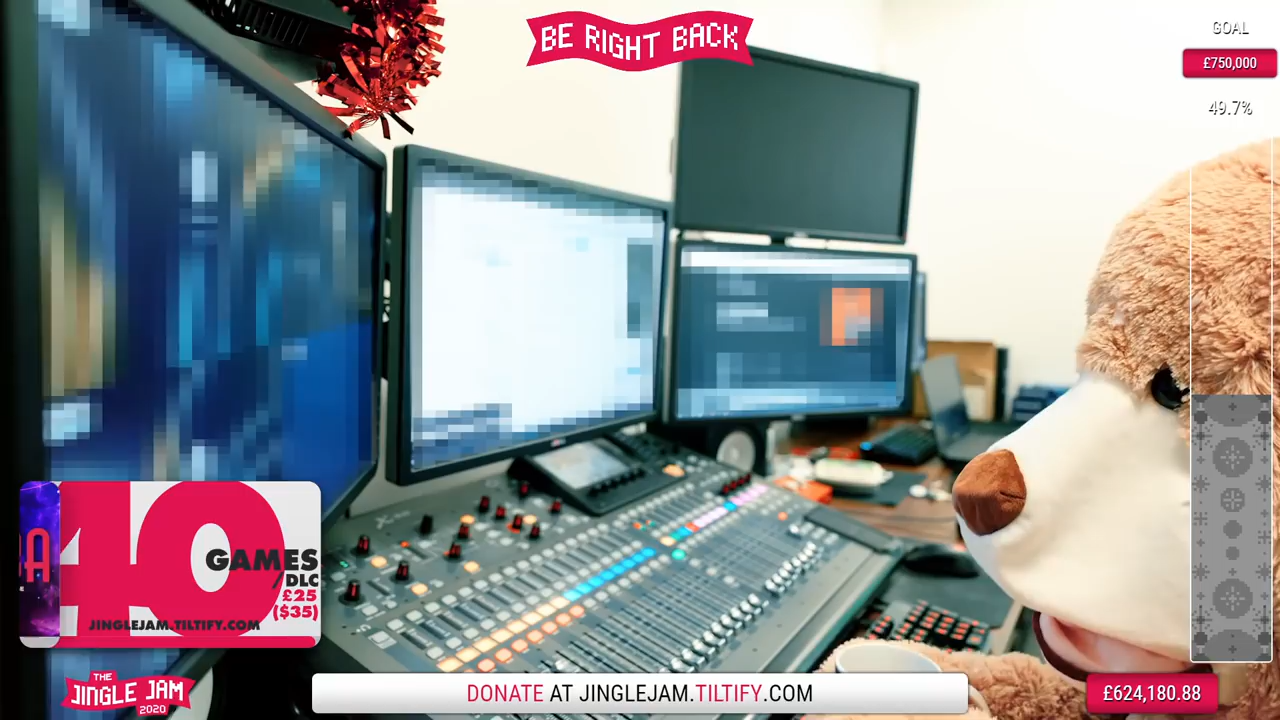 BE RIGHT BACK
GOAL
£750,000
49.7%
A
40
GAMES
/DLC
£25
($35)
JINGLEJAM.TILTIFY.COM
THE
JINGLE JAM
2020
DONATE AT JINGLEJAM.TILTIFY.COM
£624,180.88